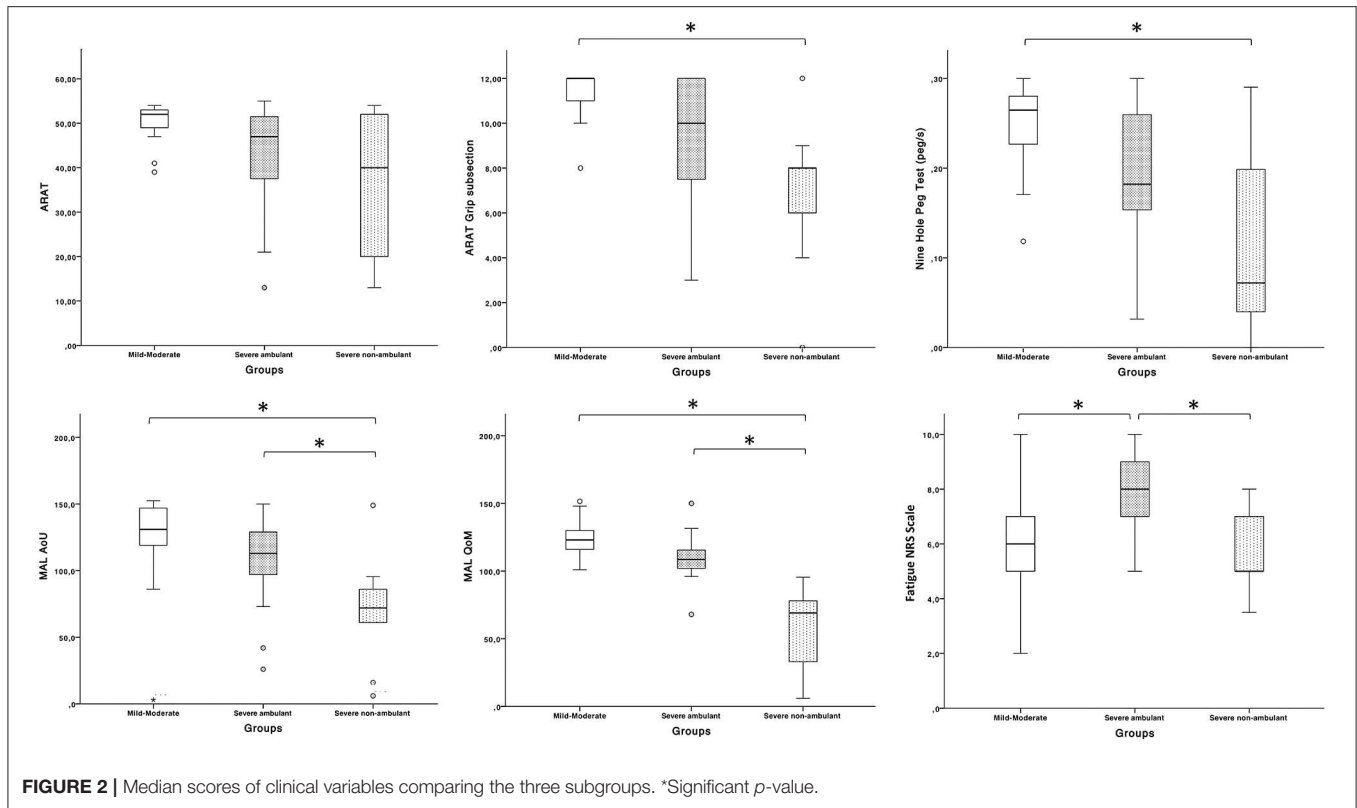 *
60,00
50,00
40,00
30,00
20,00
10,00
,00
ARAT
Mild-Moderate Severe ambulant Severe non-ambulant
Groups
*
12,00
10,00
8,00
6,00
4,00
2,00
,00
ARAT Grip subsection
Mild-Moderate Severe ambulant Severe non-ambulant
Groups
*
,30
,20
,10
,00
Nine Hole Peg Test (peg/s)
Mild-Moderate Severe ambulant Severe non-ambulant
Groups
*
*
200,0
150,0
100,0
50,0
,0
MAL AoU
*
Mild-Moderate Severe ambulant Severe non-ambulant
Groups
*
*
200,0
150,0
100,0
50,0
,0
MAL QoM
Mild-Moderate Severe ambulant Severe non-ambulant
Groups
* *
10,0
8,0
6,0
4,0
2,0
,0
Fatigue NRS Scale
Mild-Moderate Severe ambulant Severe non-ambulant
Groups
FIGURE 2 | Median scores of clinical variables comparing the three subgroups. *Significant p-value.